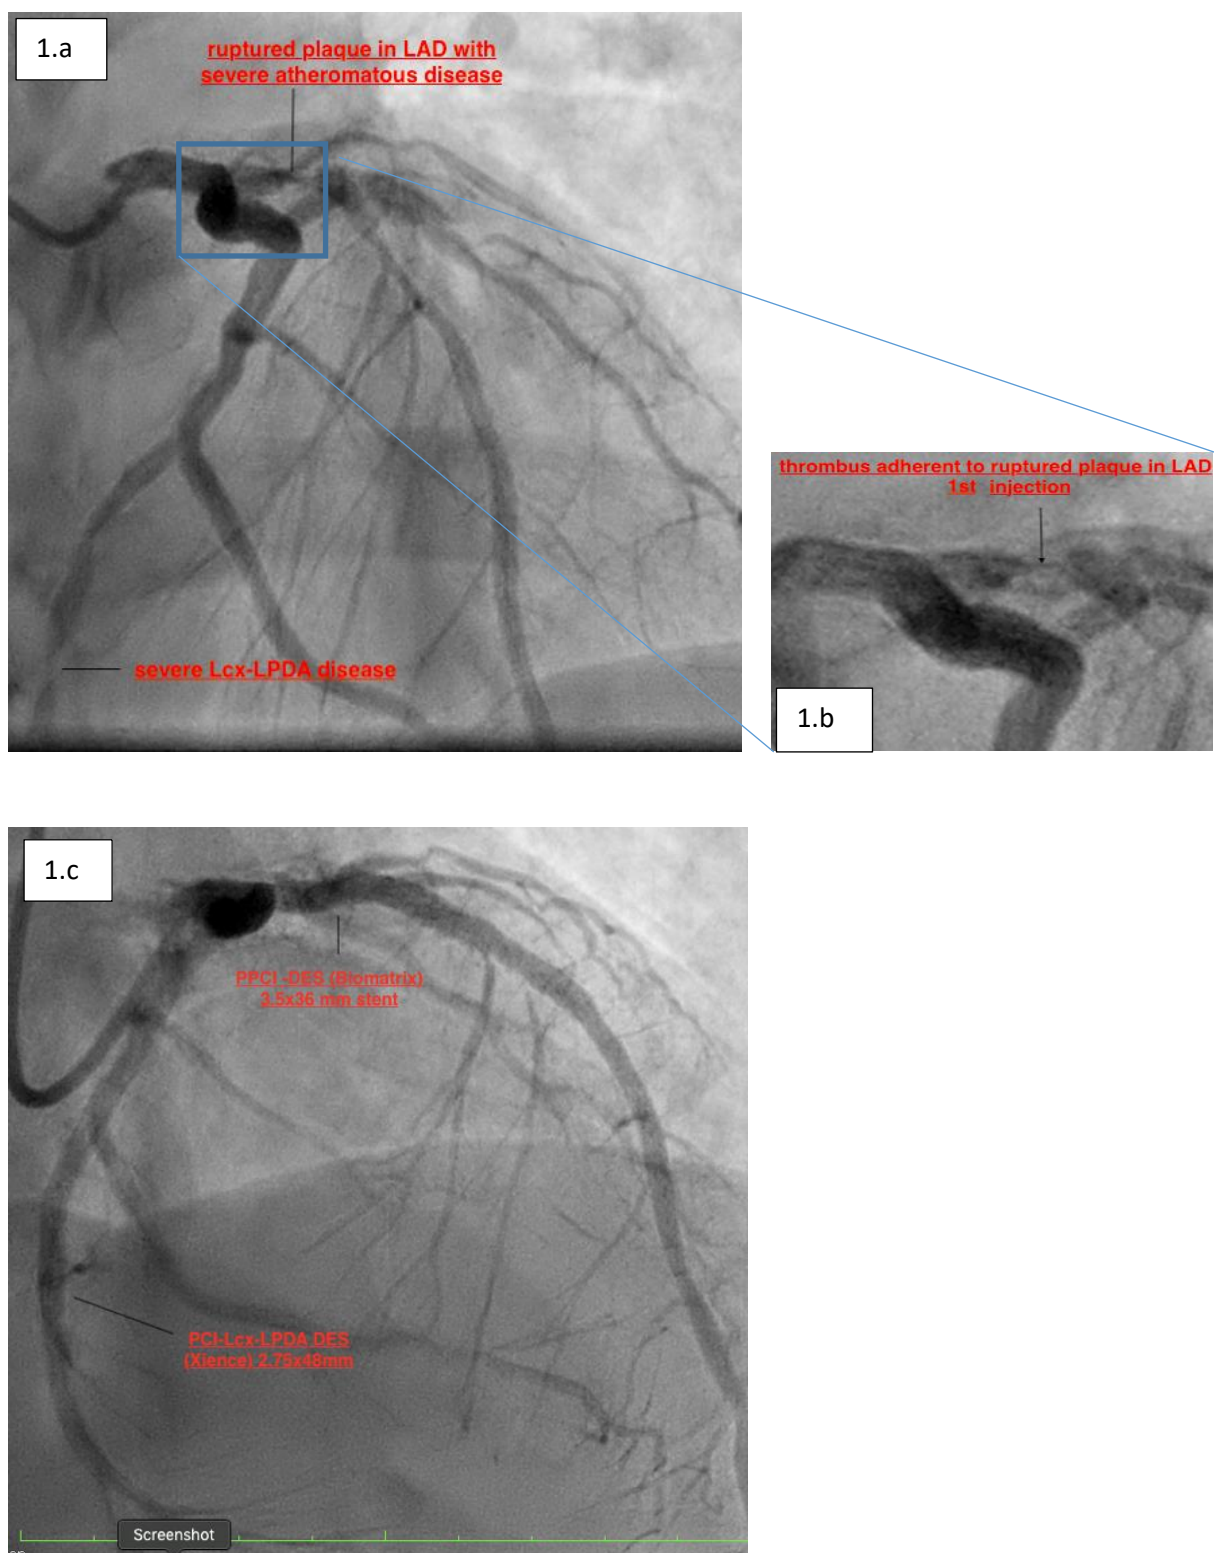 1.a
ruptured plaque in LAD with
severe atheromatous disease
severe Lcx-LPDA disease
thrombus adherent to ruptured plaque in LAD
1st injection
1.b
1.c
PPCI -DES (Biomatrix)
3.5x36 mm stent
PCI-Lcx-LPDA DES
(Xience) 2.75x48mm
Screenshot